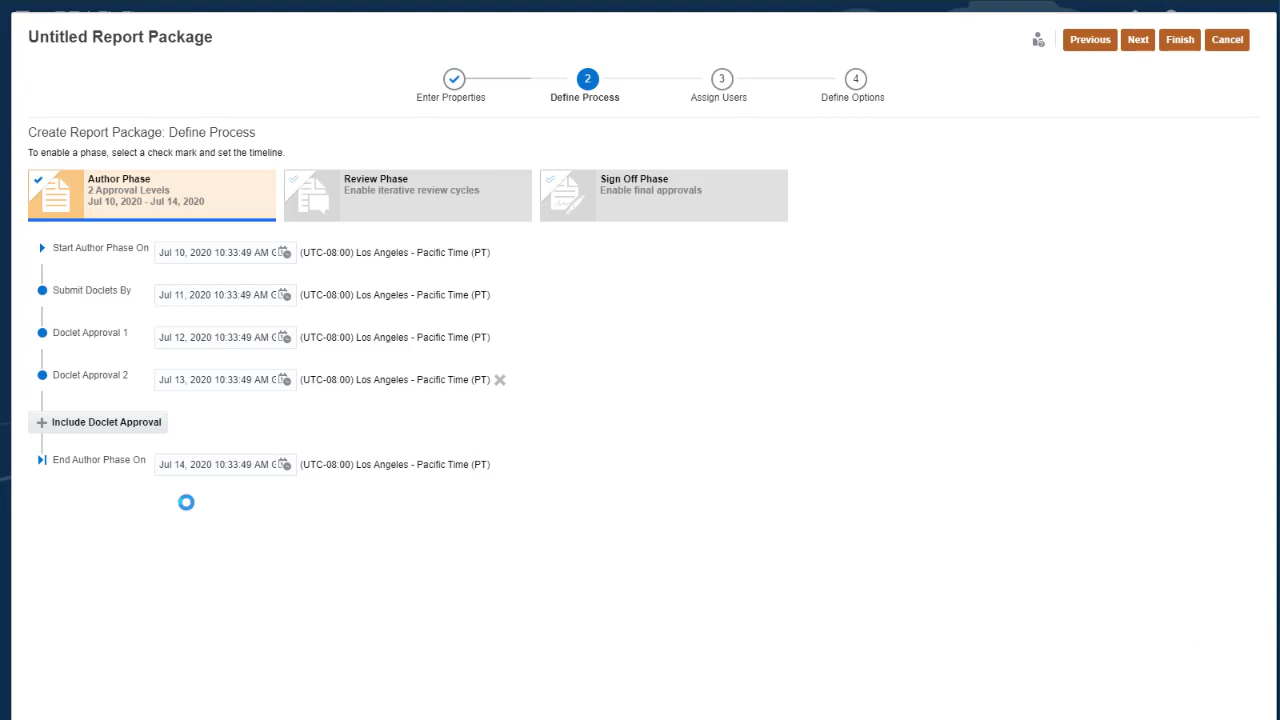 Untitled Report Package
Previous
Next
Finish
Cancel
2
3
4
Enter Properties
Define Process
Assign Users
Define Options
Create Report Package: Define Process
To enable a phase, select a check mark and set the timeline.
Author Phase
2 Approval Levels
Jul 10, 2020 - Jul 14, 2020
Review Phase
Enable iterative review cycles
Sign Off Phase
Enable final approvals
Start Author Phase On
Jul 10, 2020 10:33:49 AM
(UTC-08:00) Los Angeles - Pacific Time (PT)
Submit Doclets By
Jul 11, 2020 10:33:49 AM
(UTC-08:00) Los Angeles - Pacific Time (PT)
Doclet Approval 1
Jul 12, 2020 10:33:49 AM
(UTC-08:00) Los Angeles - Pacific Time (PT)
Doclet Approval 2
Jul 13, 2020 10:33:49 AM
(UTC-08:00) Los Angeles - Pacific Time (PT)
Include Doclet Approval
End Author Phase On
Jul 14, 2020 10:33:49 AM
(UTC-08:00) Los Angeles - Pacific Time (PT)